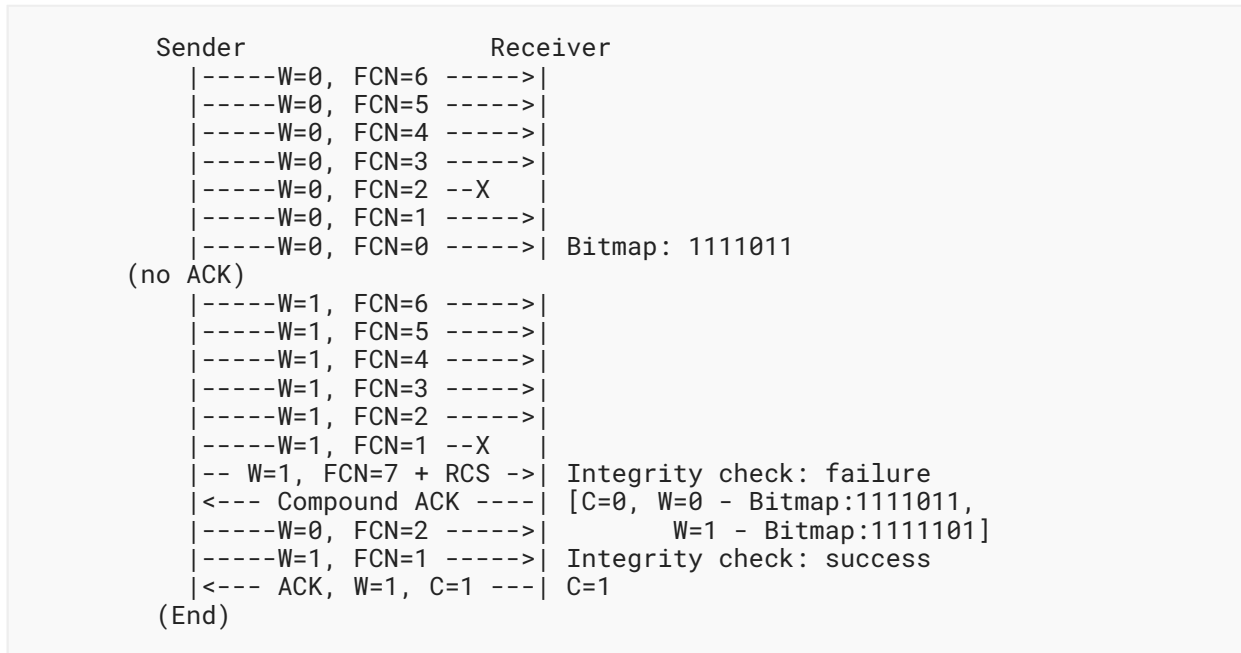 Sender                Receiver
|-----W=0, FCN=6 ----->|
|-----W=0, FCN=5 ----->|
|-----W=0, FCN=4 ----->|
|-----W=0, FCN=3 ----->|
|-----W=0, FCN=2 --X   |
|-----W=0, FCN=1 ----->|
|-----W=0, FCN=0 ----->| Bitmap: 1111011
(no ACK)
|-----W=1, FCN=6 ----->|
|-----W=1, FCN=5 ----->|
|-----W=1, FCN=4 ----->|
|-----W=1, FCN=3 ----->|
|-----W=1, FCN=2 ----->|
|-----W=1, FCN=1 --X   |
|-- W=1, FCN=7 + RCS ->| Integrity check: failure
|<--- Compound ACK ----| [C=0, W=0 - Bitmap:1111011,
|-----W=0, FCN=2 ----->|        W=1 - Bitmap:1111101]
|-----W=1, FCN=1 ----->| Integrity check: success
|<--- ACK, W=1, C=1 ---| C=1
(End)